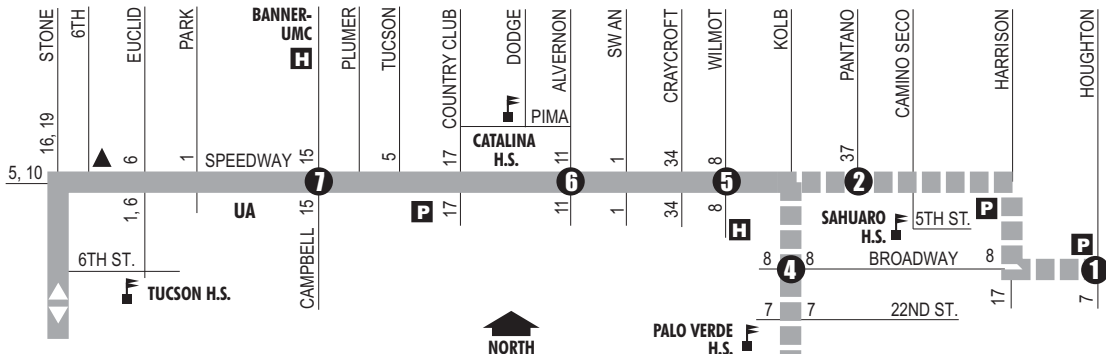 STONE
6TH
EUCLID
PARK
BANNER-
UMC
H
PLUMER
TUCSON
COUNTRY CLUB
DODGE
ALVERNON
SWAN
CRAYCROFT
WILMOT
KOLB
PANTANO
CAMINO SECO
HARRISON
HOUGHTON
PIMA
CATALINA
H.S.
16, 19
6
1
SPEEDWAY
15
5
17
11
1
34
8
37
5, 10
7
6
5
2
1, 6
UA
CAMPBELL
15
P
17
11
1
34
8
H
SAHUARO
H.S.
5TH ST.
P
P
6TH ST.
TUCSON H.S.
8
4
8
BROADWAY
8
1
17
7
7
7
22ND ST.
PALO VERDE
H.S.
NORTH